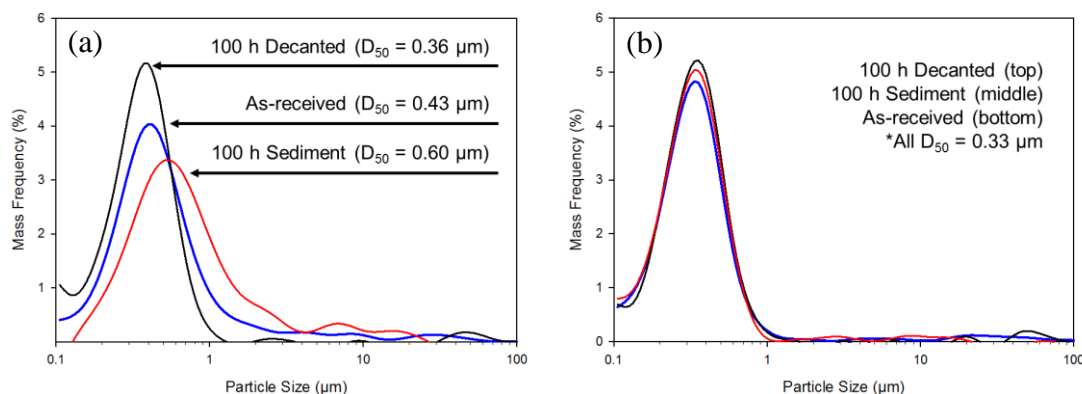 (a)
100 h Decanted (D₅₀ = 0.36 µm)
As-received (D₅₀ = 0.43 µm)
100 h Sediment (D₅₀ = 0.60 µm)
Mass Frequency (%)
6
5
4
3
2
1
0
0.1 1 10 100
Particle Size (µm)
(b)
100 h Decanted (top)
100 h Sediment (middle)
As-received (bottom)
*All D₅₀ = 0.33 µm
Mass Frequency (%)
6
5
4
3
2
1
0
0.1 1 10 100
Particle Size (µm)